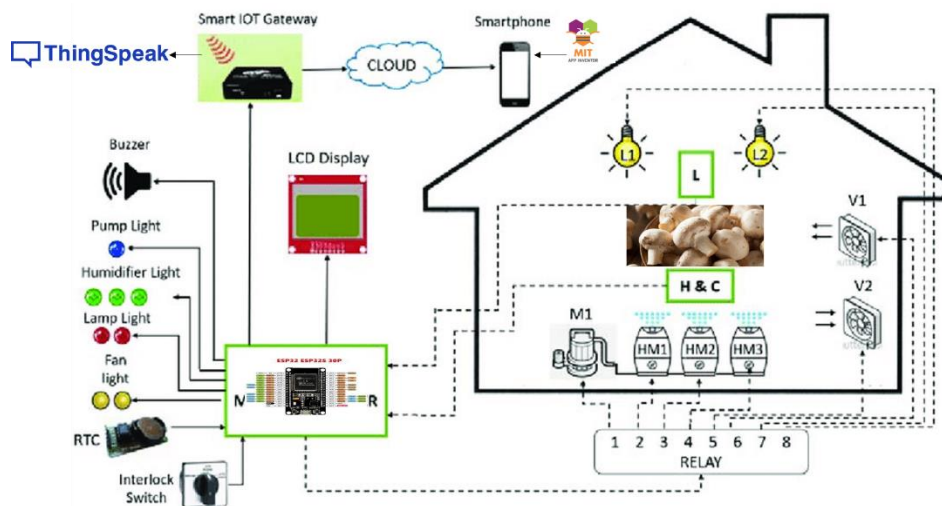 Smart IOT Gateway
Smartphone
ThingSpeak
CLOUD
MIT
APP INVENTOR
Buzzer
LCD Display
L1
L2
L
V1
Pump Light
Humidifier Light
H & C
V2
Lamp Light
M1
HM1
HM2
HM3
Fan
light
ESP32 ESP32S 30P
M
R
RTC
1 2 3 4 5 6 7 8
RELAY
Interlock
Switch